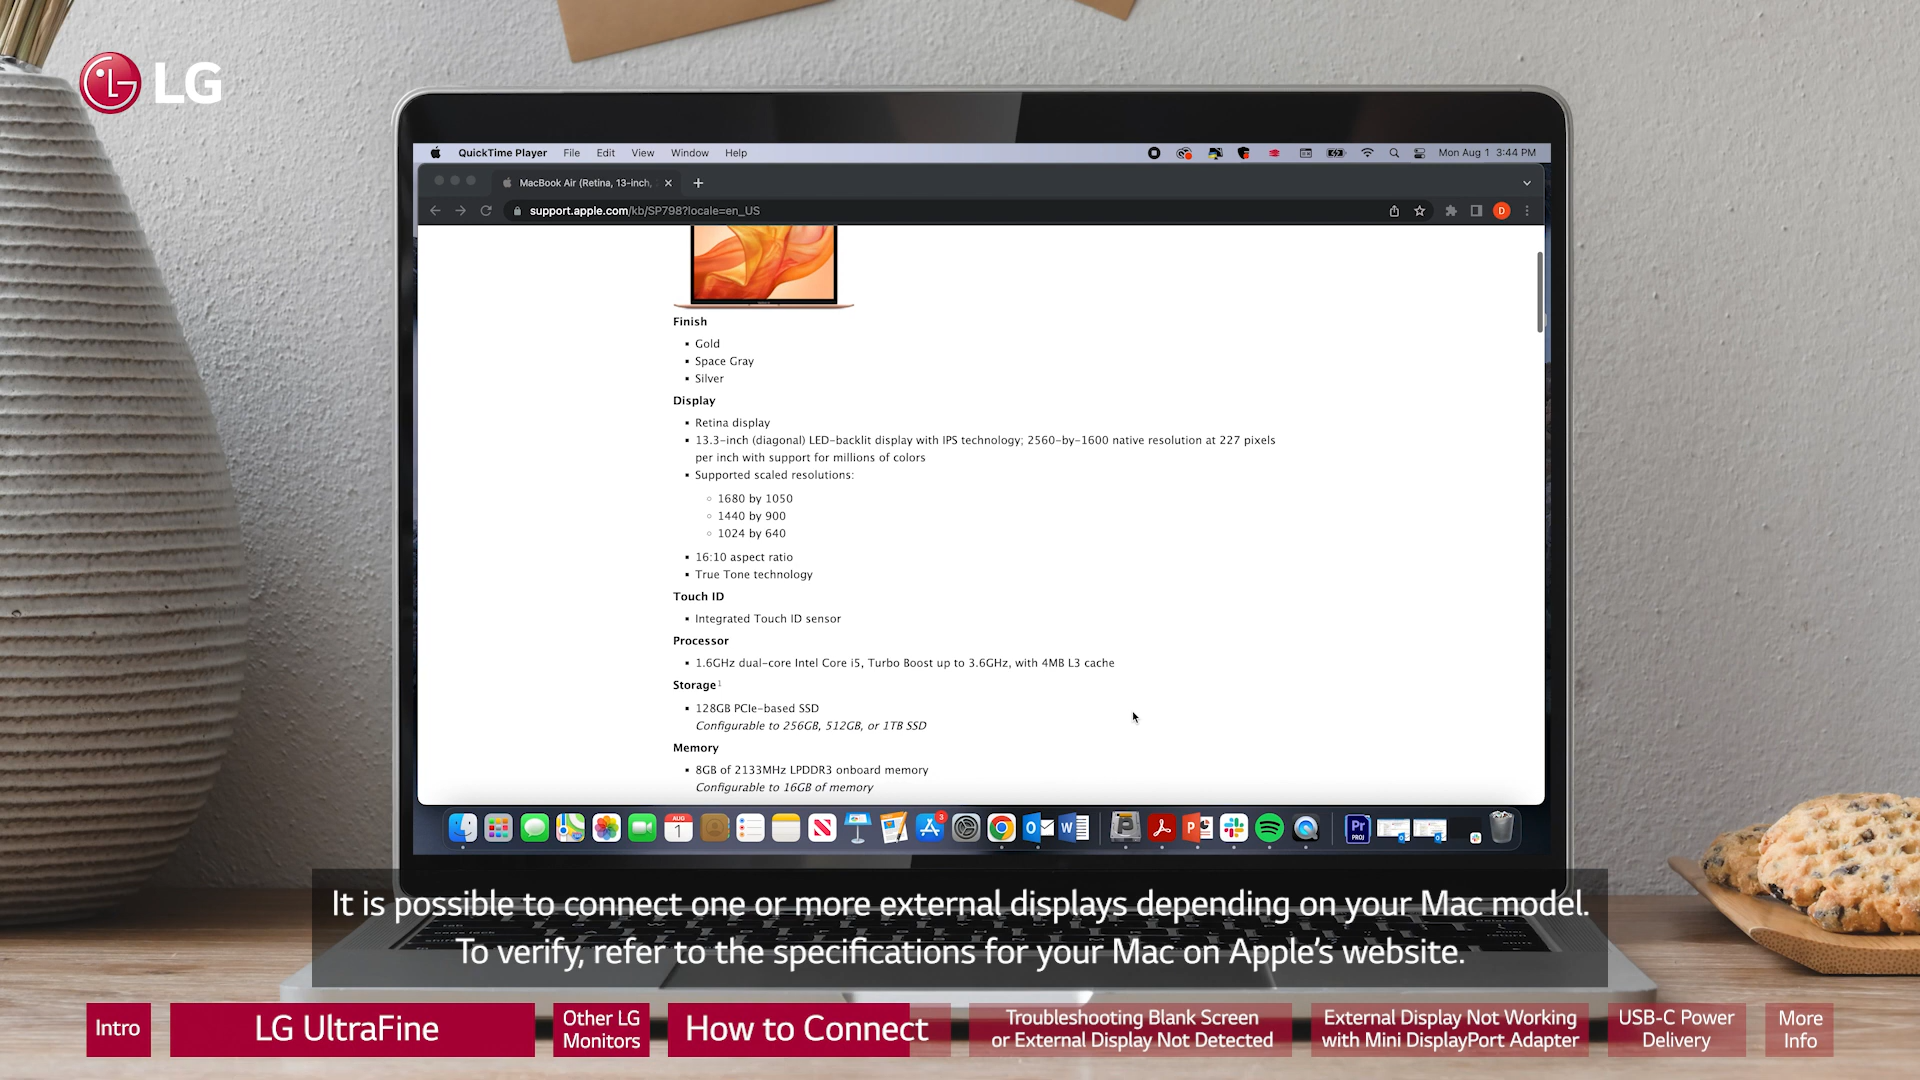 LG
QuickTime Player File Edit View Window Help
Mon Aug 1 3:44 PM
MacBook Air (Retina, 13-inch,
support.apple.com/kb/SP798?locale=en_US
D
Finish
Gold
Space Gray
Silver
Display
Retina display
13.3-inch (diagonal) LED-backlit display with IPS technology; 2560-by-1600 native resolution at 227 pixels
per inch with support for millions of colors
Supported scaled resolutions:
1680 by 1050
1440 by 900
1024 by 640
16:10 aspect ratio
True Tone technology
Touch ID
Integrated Touch ID sensor
Processor
1.6GHz dual-core Intel Core i5, Turbo Boost up to 3.6GHz, with 4MB L3 cache
Storage1
128GB PCIe-based SSD
Configurable to 256GB, 512GB, or 1TB SSD
Memory
8GB of 2133MHz LPDDR3 onboard memory
Configurable to 16GB of memory
AUG
1
3
Pr
PROJ
It is possible to connect one or more external displays depending on your Mac model.
To verify, refer to the specifications for your Mac on Apple's website.
Intro
LG UltraFine
Other LG
Monitors
How to Connect
Troubleshooting Blank Screen
or External Display Not Detected
External Display Not Working
with Mini DisplayPort Adapter
USB-C Power
Delivery
More
Info